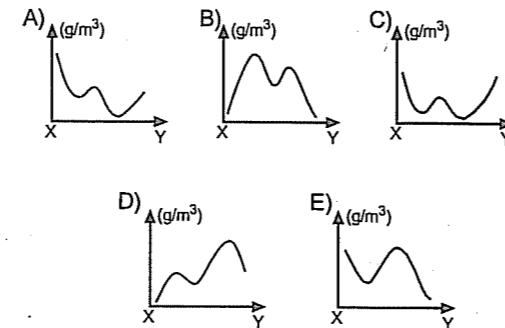 A) (g/m³) X Y
B) (g/m³) X Y
C) (g/m³) X Y
D) (g/m³) X Y
E) (g/m³) X Y